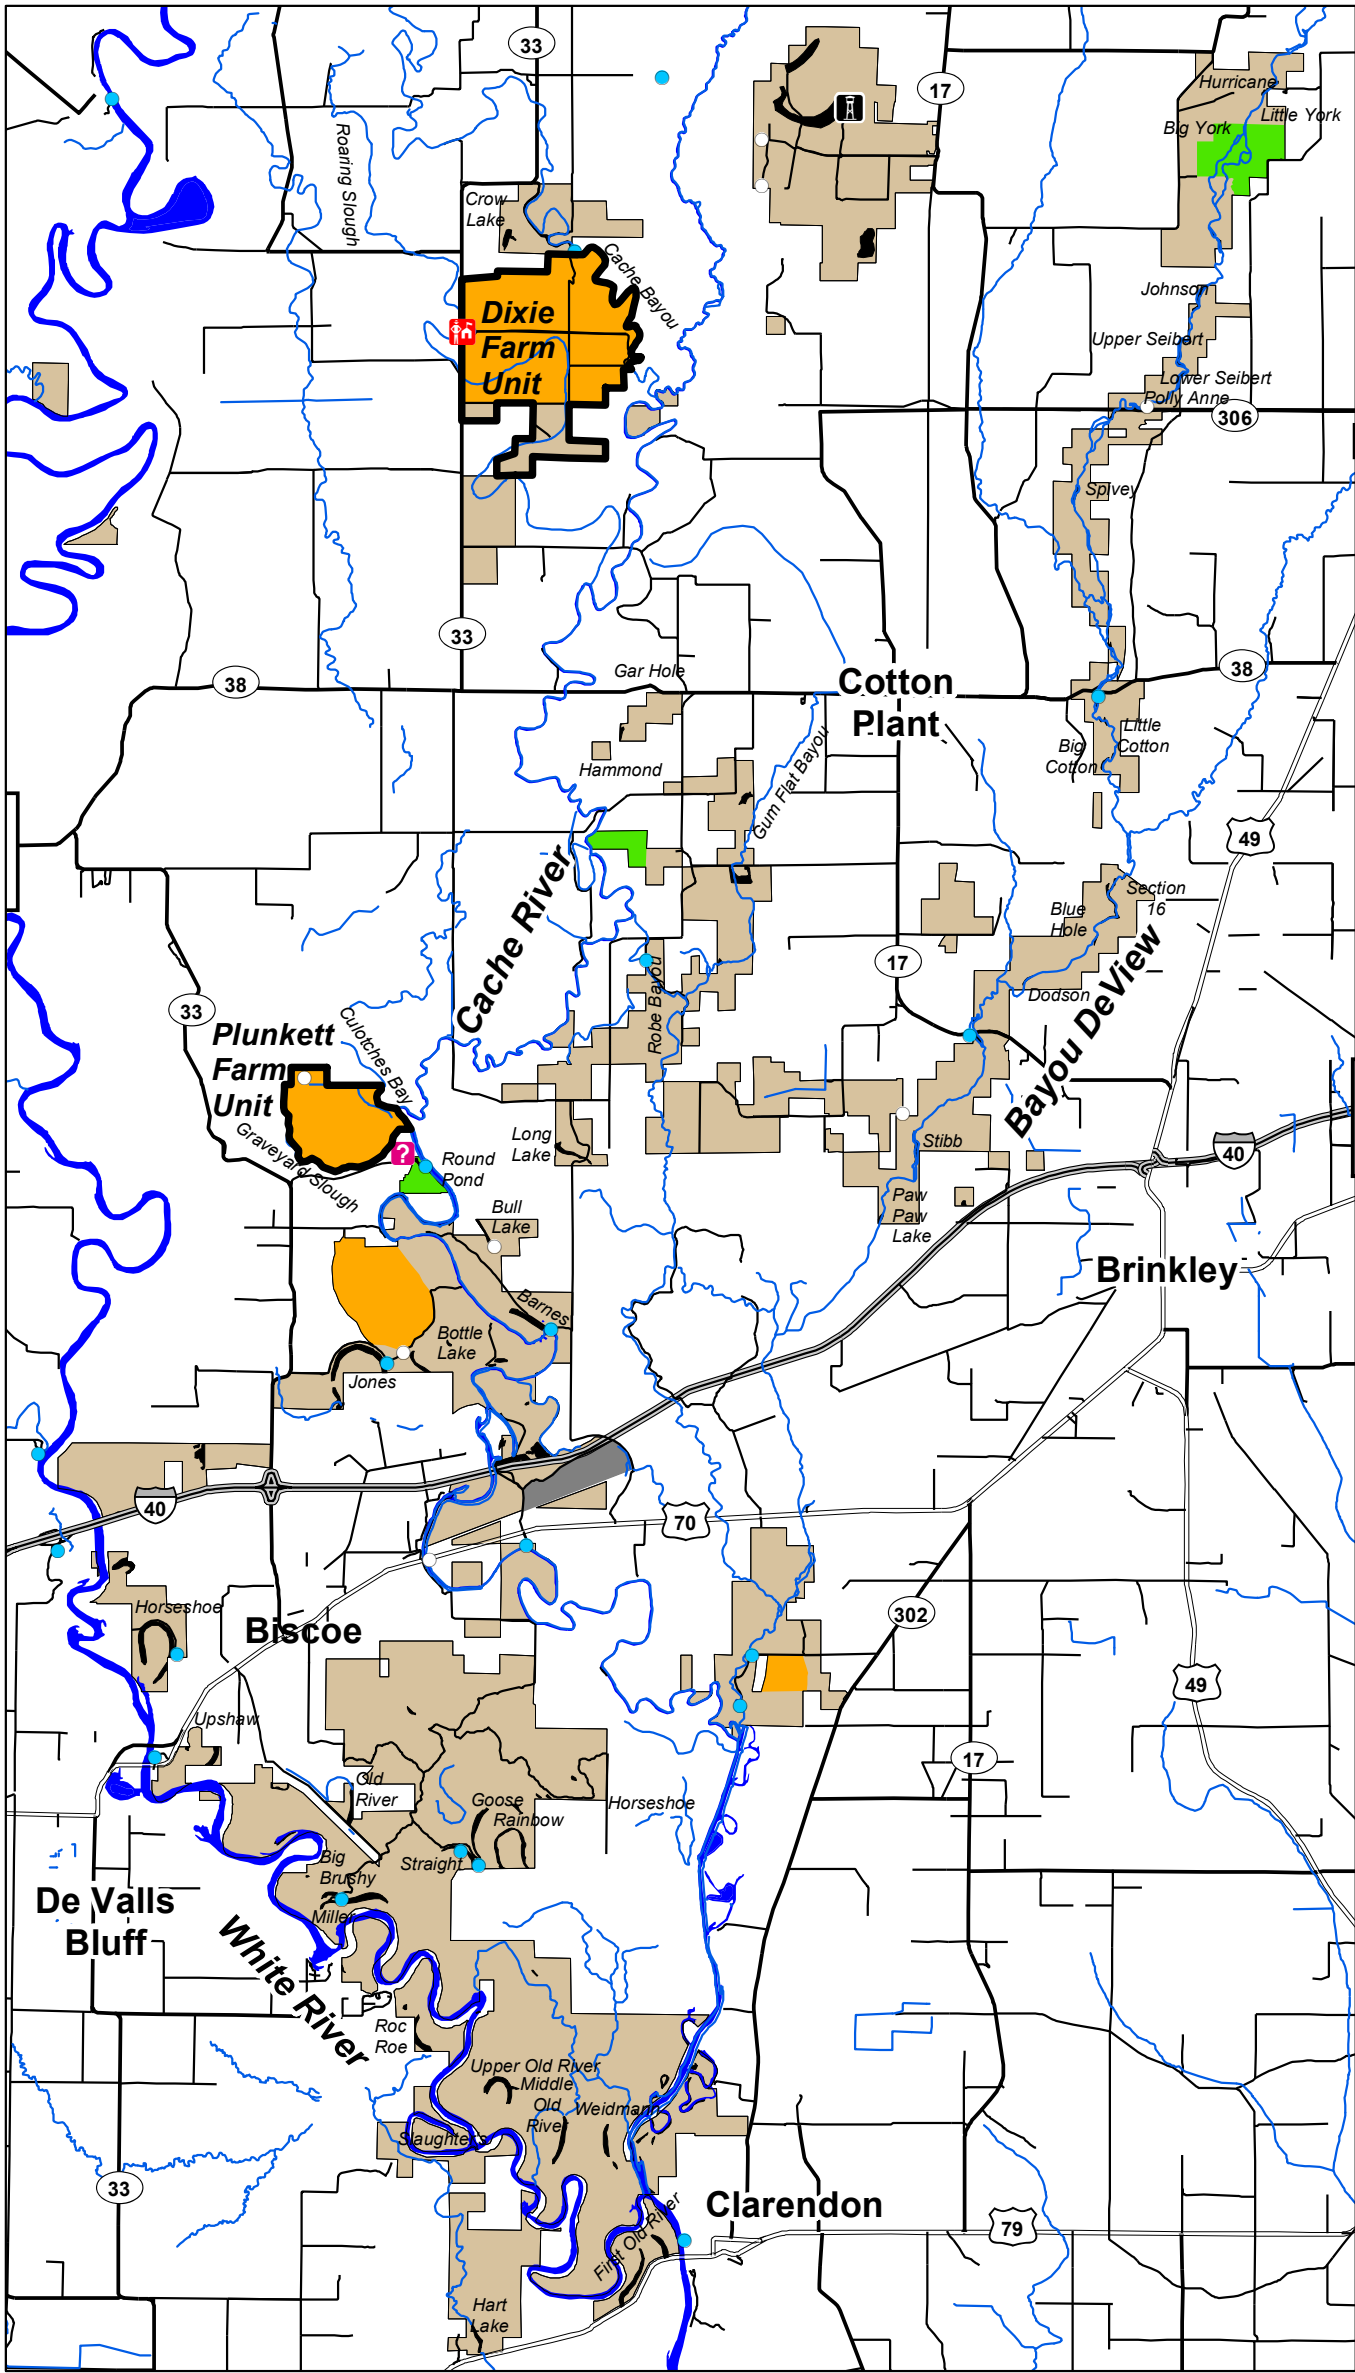 33
17
Hurricane
Little York
Big York
Roaring Slough
Crow
Lake
Cache Bayou
Dixie
Farm
Unit
Johnson
Upper Seibert
Lower Seibert
Polly Anne
306
Spivey
33
38
Gar Hole
38
Cotton
Plant
Little
Cotton
Big
Cotton
Hammond
Gum Flat Bayou
49
Cache River
Section
16
Blue
Hole
17
Robe Bayou
Dodson
Bayou DeView
33
Plunkett
Farm
Unit
Culotches Bay
Graveyard Slough
?
Round
Pond
Long
Lake
Stibb
40
Paw
Paw
Lake
Bull
Lake
Brinkley
Barnes
Bottle
Lake
Jones
40
70
Horseshoe
Biscoe
302
49
Upshaw
17
Old
River
Goose
Rainbow
Horseshoe
Straight
Big
Brushy
Miller
De Valls
Bluff
White River
Roc
Roe
Upper Old River
Middle
Old
River
Weidmann
Slaughters
33
Clarendon
79
First Old River
Hart
Lake